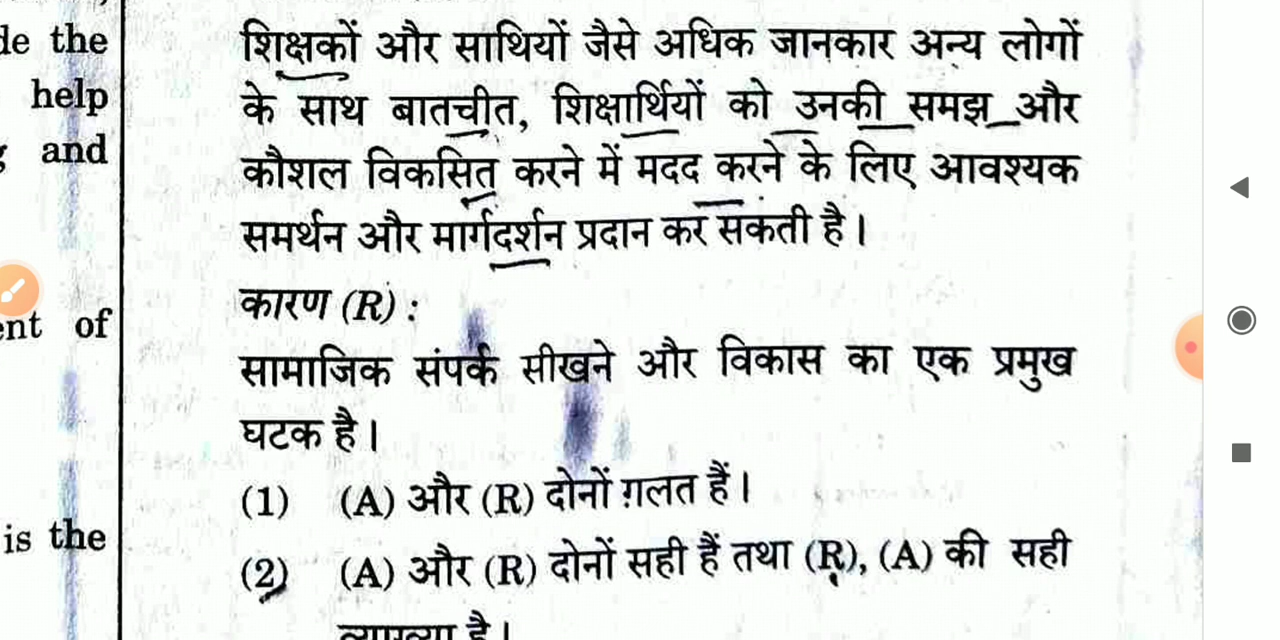 de the
help
and
ent of
is the
शिक्षकों और साथियों जैसे अधिक जानकार अन्य लोगों
के साथ बातचीत, शिक्षार्थियों को उनकी समझ और
कौशल विकसित करने में मदद करने के लिए आवश्यक
समर्थन और मार्गदर्शन प्रदान कर सकती है।
कारण (R) :
सामाजिक संपर्क सीखने और विकास का एक प्रमुख
घटक है।
(1) (A) और (R) दोनों ग़लत हैं।
(2) (A) और (R) दोनों सही हैं तथा (R), (A) की सही
व्याख्या है।